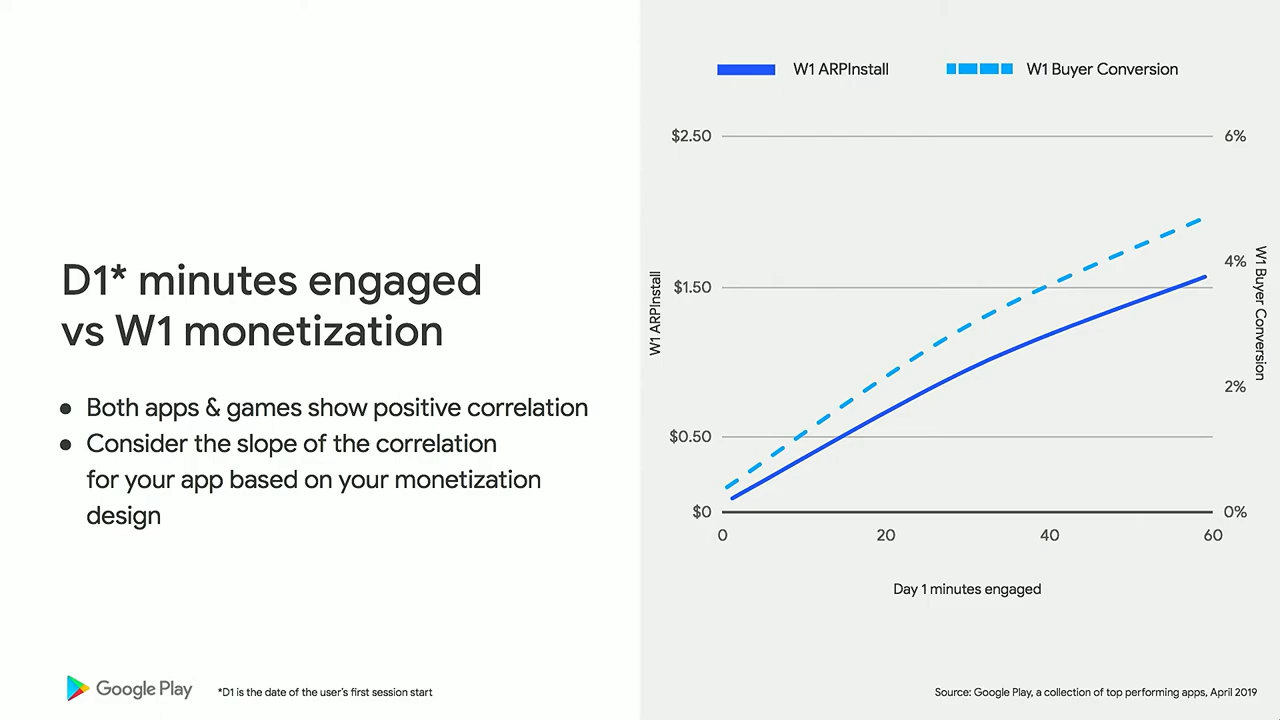 D1* minutes engaged
vs W1 monetization
● Both apps & games show positive correlation
● Consider the slope of the correlation
for your app based on your monetization
design
Google Play
*D1 is the date of the user's first session start
W1 ARPInstall
W1 Buyer Conversion
$2.50
6%
4%
$1.50
2%
$0.50
$0
0%
W1 ARPInstall
W1 Buyer Conversion
0 20 40 60
Day 1 minutes engaged
Source: Google Play, a collection of top performing apps, April 2019